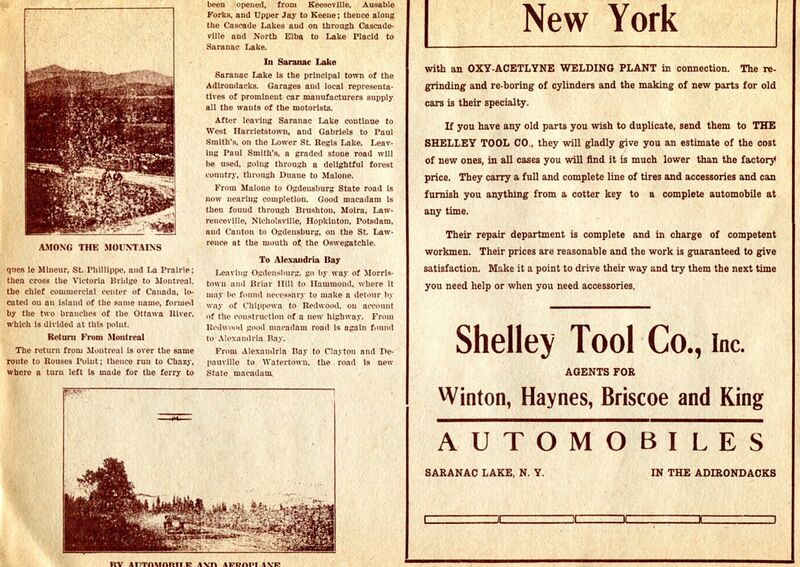 AMONG THE MOUNTAINS
ques le Mineur, St. Phillippe, and La Prairie;
then cross the Victoria Bridge to Montreal,
the chief commercial center of Canada, lo-
cated on an island of the same name, formed
by the two branches of the Ottawa River,
which is divided at this point.
Return From Montreal
The return from Montreal is over the same
route to Rouses Point; thence run to Chazy,
where a turn left is made for the ferry to
been opened, from Keeseville, Ausable
Forks, and Upper Jay to Keene; thence along
the Cascade Lakes and on through Cascade-
ville and North Elba to Lake Placid to
Saranac Lake.
In Saranac Lake
Saranac Lake is the principal town of the
Adirondacks. Garages and local representa-
tives of prominent car manufacturers supply
all the wants of the motorists.
After leaving Saranac Lake continue to
West Harrietstown, and Gabriels to Paul
Smith's, on the Lower St. Regis Lake. Leav-
ing Paul Smith's, a graded stone road will
be used, going through a delightful forest
country, through Duane to Malone.
From Malone to Ogdensburg State road is
now nearing completion. Good macadam is
then found through Brushton, Moira, Law-
renceville, Nicholsville, Hopkinton, Potsdam,
and Canton to Ogdensburg, on the St. Law-
rence at the mouth of the Oswegatchie.
To Alexandria Bay
Leaving Ogdensburg, go by way of Morris-
town and Briar Hill to Hammond, where it
may be found necessary to make a detour by
way of Chippewa to Redwood, on account
of the construction of a new highway. From
Redwood good macadam road is again found
to Alexandria Bay.
From Alexandria Bay to Clayton and De-
pauville to Watertown, the road is new
State macadam.
BY AUTOMOBILE AND AEROPLANE
New York
with an OXY-ACETLYNE WELDING PLANT in connection. The re-
grinding and re-boring of cylinders and the making of new parts for old
cars is their specialty.
If you have any old parts you wish to duplicate, send them to THE
SHELLEY TOOL CO., they will gladly give you an estimate of the cost
of new ones, in all cases you will find it is much lower than the factory
price. They carry a full and complete line of tires and accessories and can
furnish you anything from a cotter key to a complete automobile at
any time.
Their repair department is complete and in charge of competent
workmen. Their prices are reasonable and the work is guaranteed to give
satisfaction. Make it a point to drive their way and try them the next time
you need help or when you need accessories.
Shelley Tool Co., Inc.
AGENTS FOR
Winton, Haynes, Briscoe and King
AUTOMOBILES
SARANAC LAKE, N. Y. IN THE ADIRONDACKS